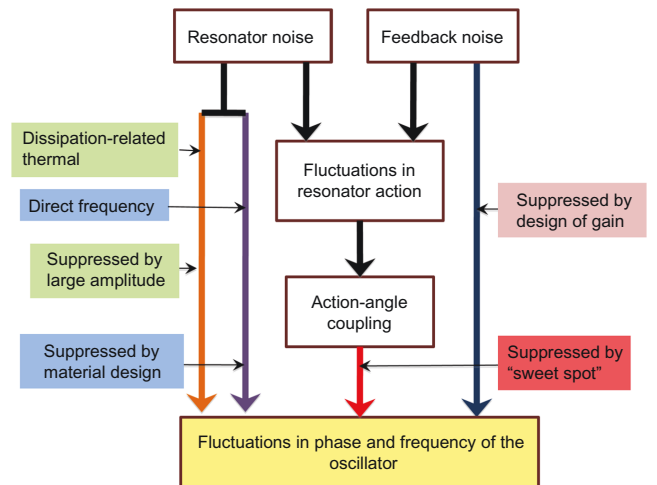 Resonator noise
Feedback noise
Dissipation-related
thermal
Fluctuations in
resonator action
Direct frequency
Suppressed by
design of gain
Suppressed by
large amplitude
Action-angle
coupling
Suppressed by
material design
Suppressed by
“sweet spot”
Fluctuations in phase and frequency of the
oscillator